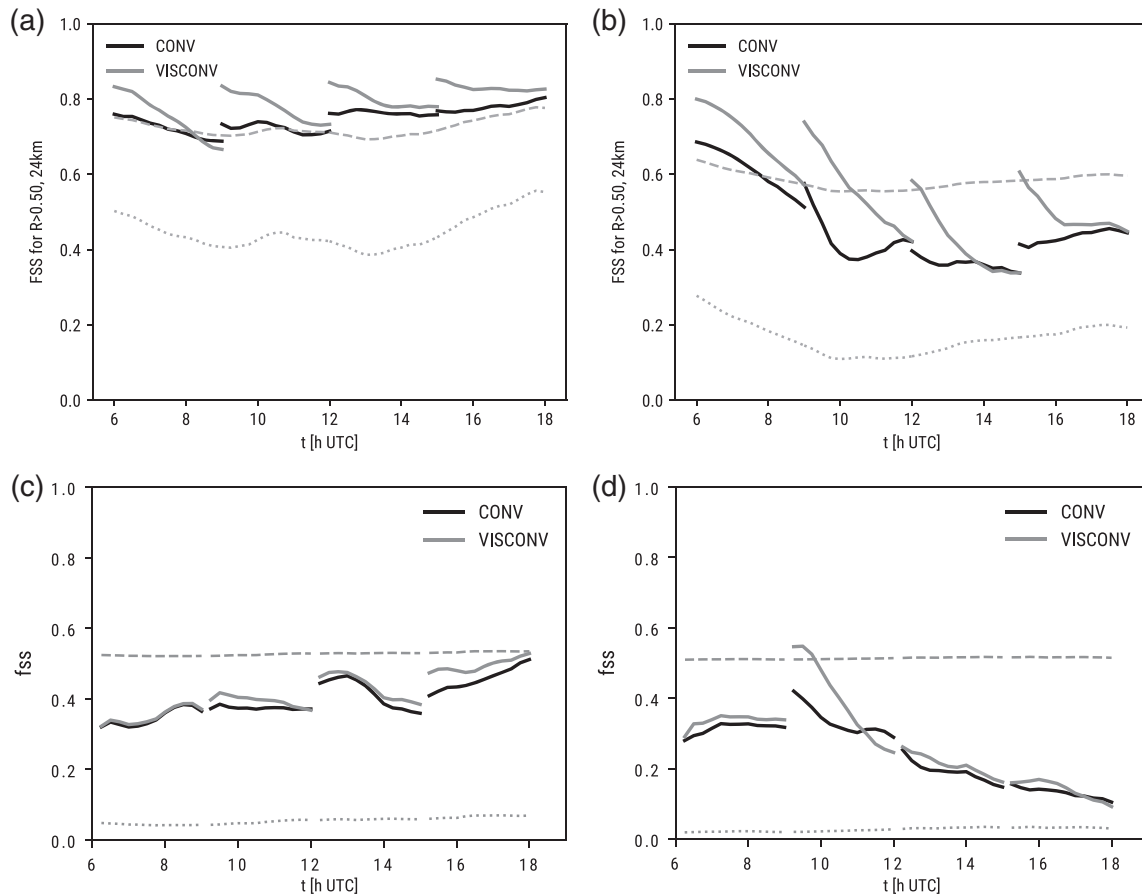 (a)
1.0
0.8
0.6
0.4
0.2
0.0
FSS for R>0.50, 24km
CONV
VISCONV
6 8 10 12 14 16 18
t [h UTC]
(b)
1.0
0.8
0.6
0.4
0.2
0.0
FSS for R>0.50, 24km
CONV
VISCONV
6 8 10 12 14 16 18
t [h UTC]
(c)
1.0
0.8
0.6
0.4
0.2
0.0
fss
CONV
VISCONV
6 8 10 12 14 16 18
t [h UTC]
(d)
1.0
0.8
0.6
0.4
0.2
0.0
fss
CONV
VISCONV
6 8 10 12 14 16 18
t [h UTC]